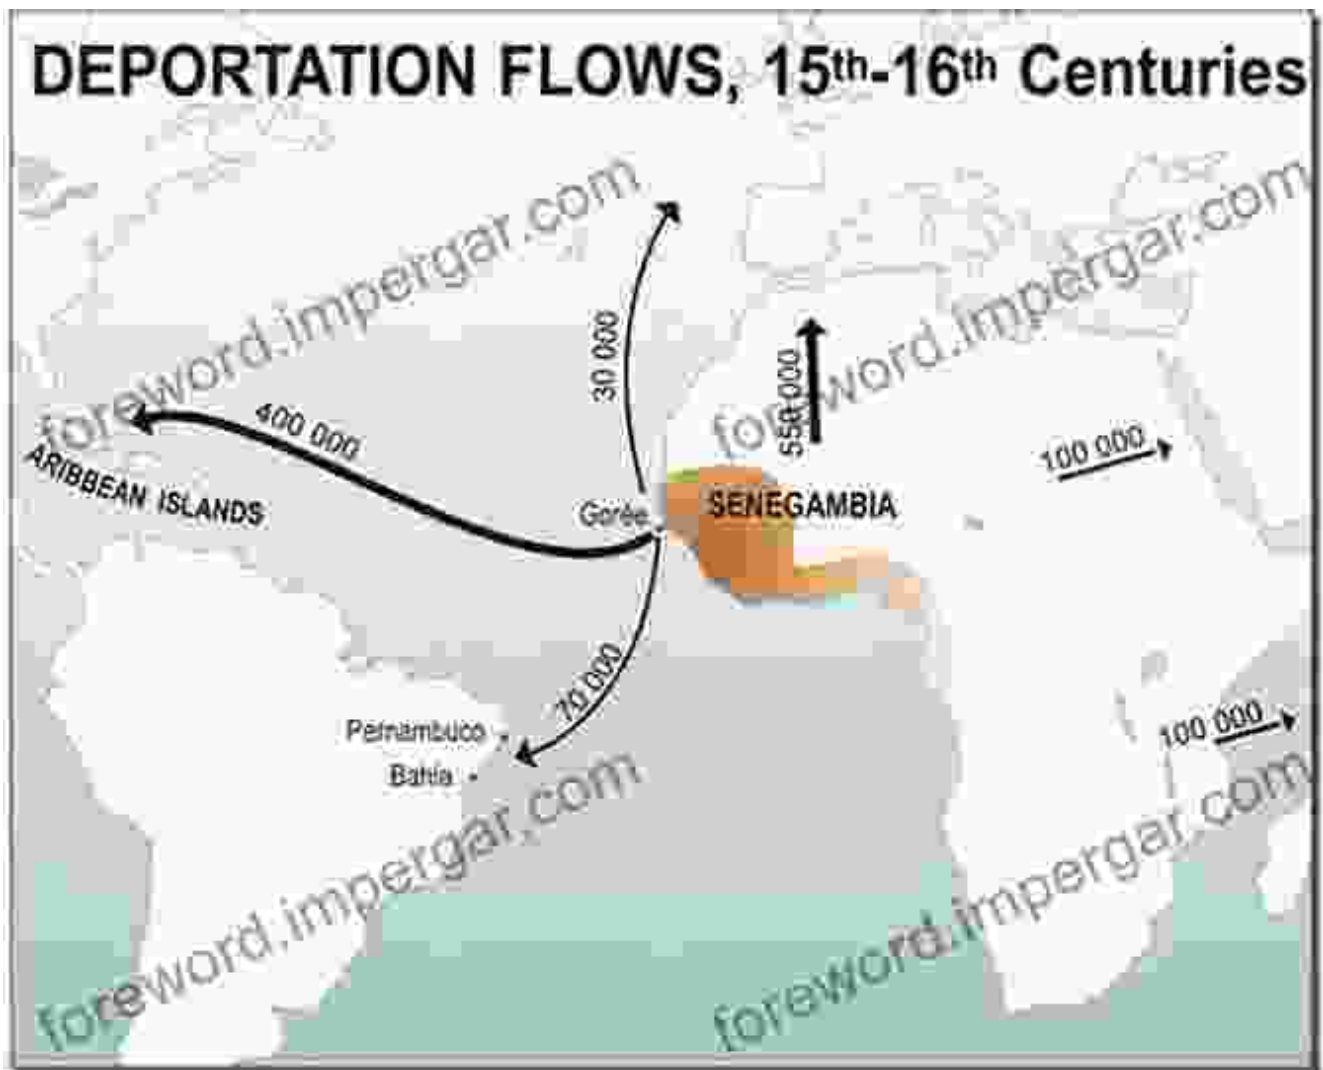 DEPORTATION FLOWS, 15th-16th Centuries
foreword.impergar.com
foreword.impergar.com
30 000
550 000
400 000
100 000
ARIBBEAN ISLANDS
Gorée
SENEGAMBIA
70 000
Pernambuco
Bahia
100 000
foreword.impergar.com
foreword.impergar.com